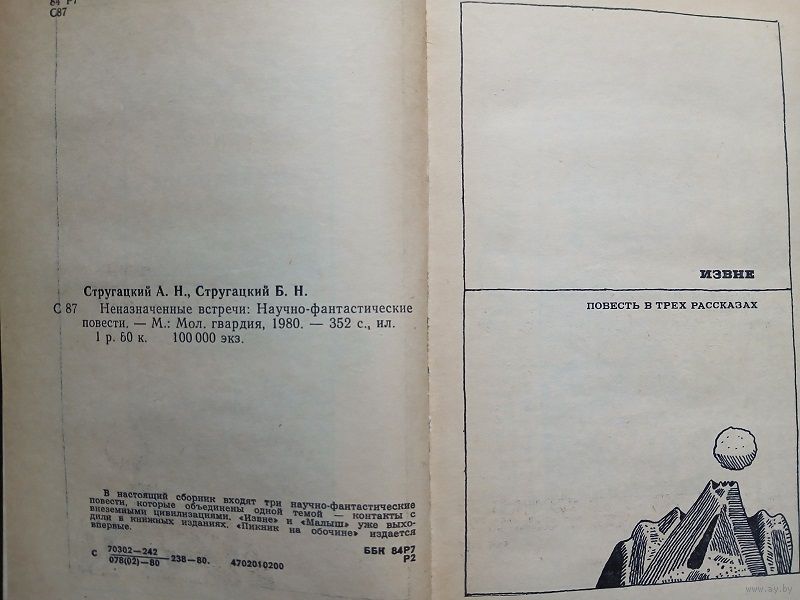 84 Р7
С87
Стругацкий А. Н., Стругацкий Б. Н.
С 87 Неназначенные встречи: Научно-фантастические
повести. — М.: Мол. гвардия, 1980. — 352 с., ил.
1 р. 60 к. 100 000 экз.
В настоящий сборник входят три научно-фантастические
повести, которые объединены одной темой — контакты с
внеземными цивилизациями. «Извне» и «Малыш» уже выхо-
дили в книжных изданиях, «Пикник на обочине» издается
впервые.
С 70302-242 238-80. 4702010200
078(02)-80
ББК 84Р7
Р2
ИЗВНЕ
ПОВЕСТЬ В ТРЕХ РАССКАЗАХ
www.ay.by